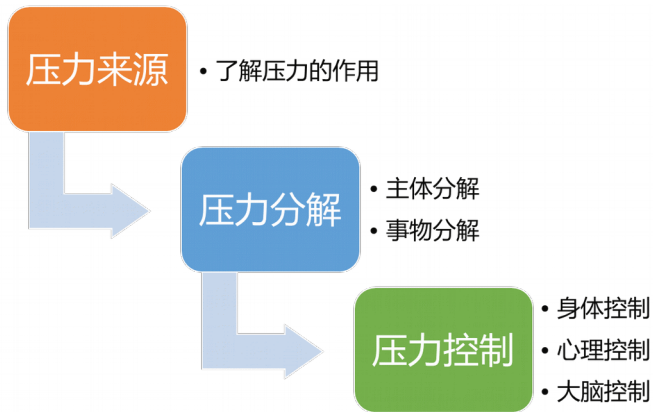 压力来源
• 了解压力的作用
压力分解
• 主体分解
• 事物分解
压力控制
• 身体控制
• 心理控制
• 大脑控制